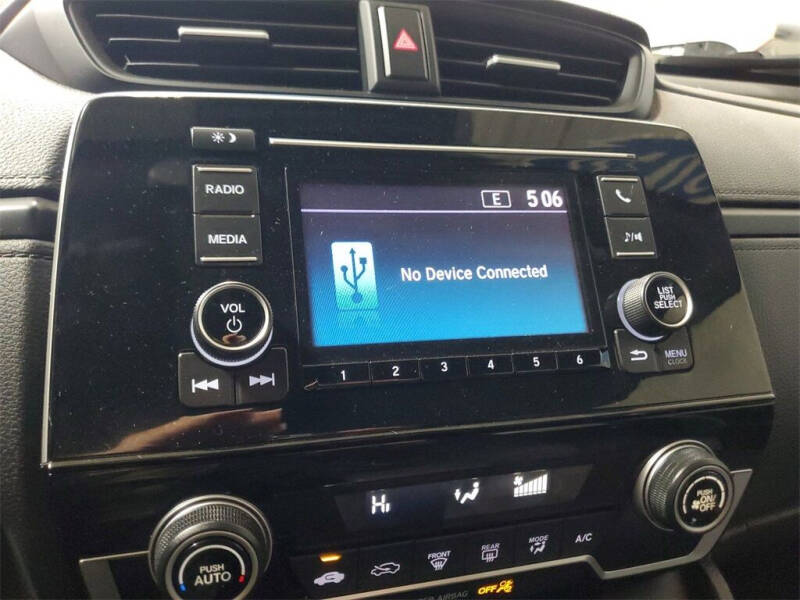 RADIO
MEDIA
E 5 06
No Device Connected
VOL
LIST
PUSH
SELECT
MENU
CLOCK
1 2 3 4 5 6
HI
PUSH
AUTO
FRONT
REAR
MODE
A/C
PUSH
ON/
OFF
AIRBAG
OFF